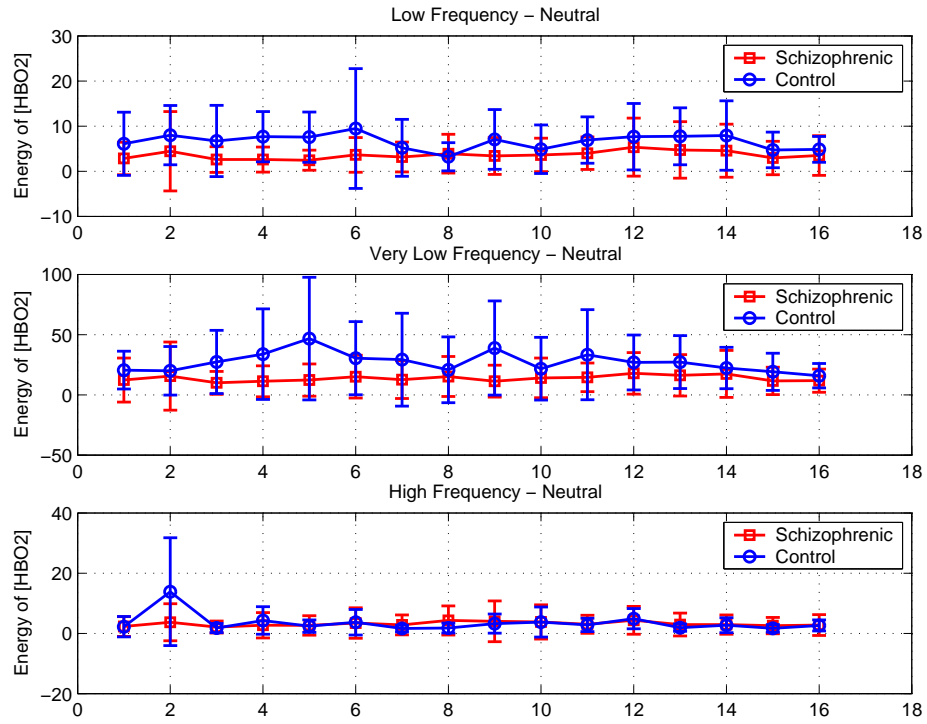 Low Frequency − Neutral
Energy of [HBO2]
30
20
10
0
−10
Schizophrenic
Control
0 2 4 6 8 10 12 14 16 18
Very Low Frequency − Neutral
Energy of [HBO2]
100
50
0
−50
Schizophrenic
Control
0 2 4 6 8 10 12 14 16 18
High Frequency − Neutral
Energy of [HBO2]
40
20
0
−20
Schizophrenic
Control
0 2 4 6 8 10 12 14 16 18